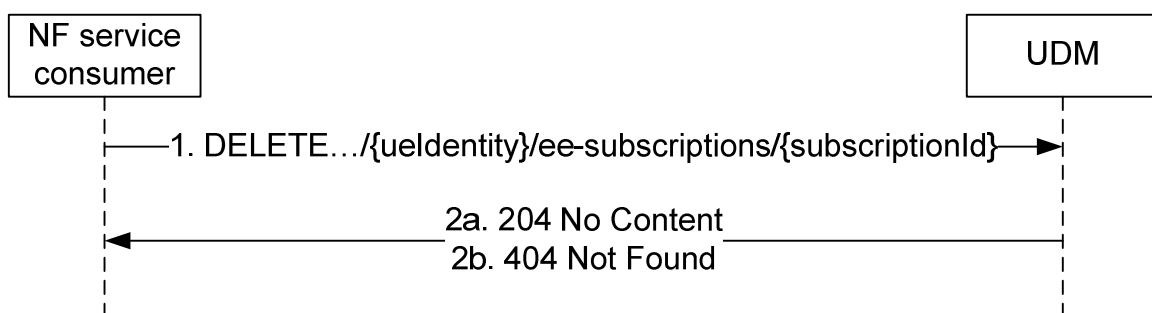 NF service
consumer
UDM
1. DELETE…/{ueIdentity}/ee-subscriptions/{subscriptionId}
2a. 204 No Content
2b. 404 Not Found